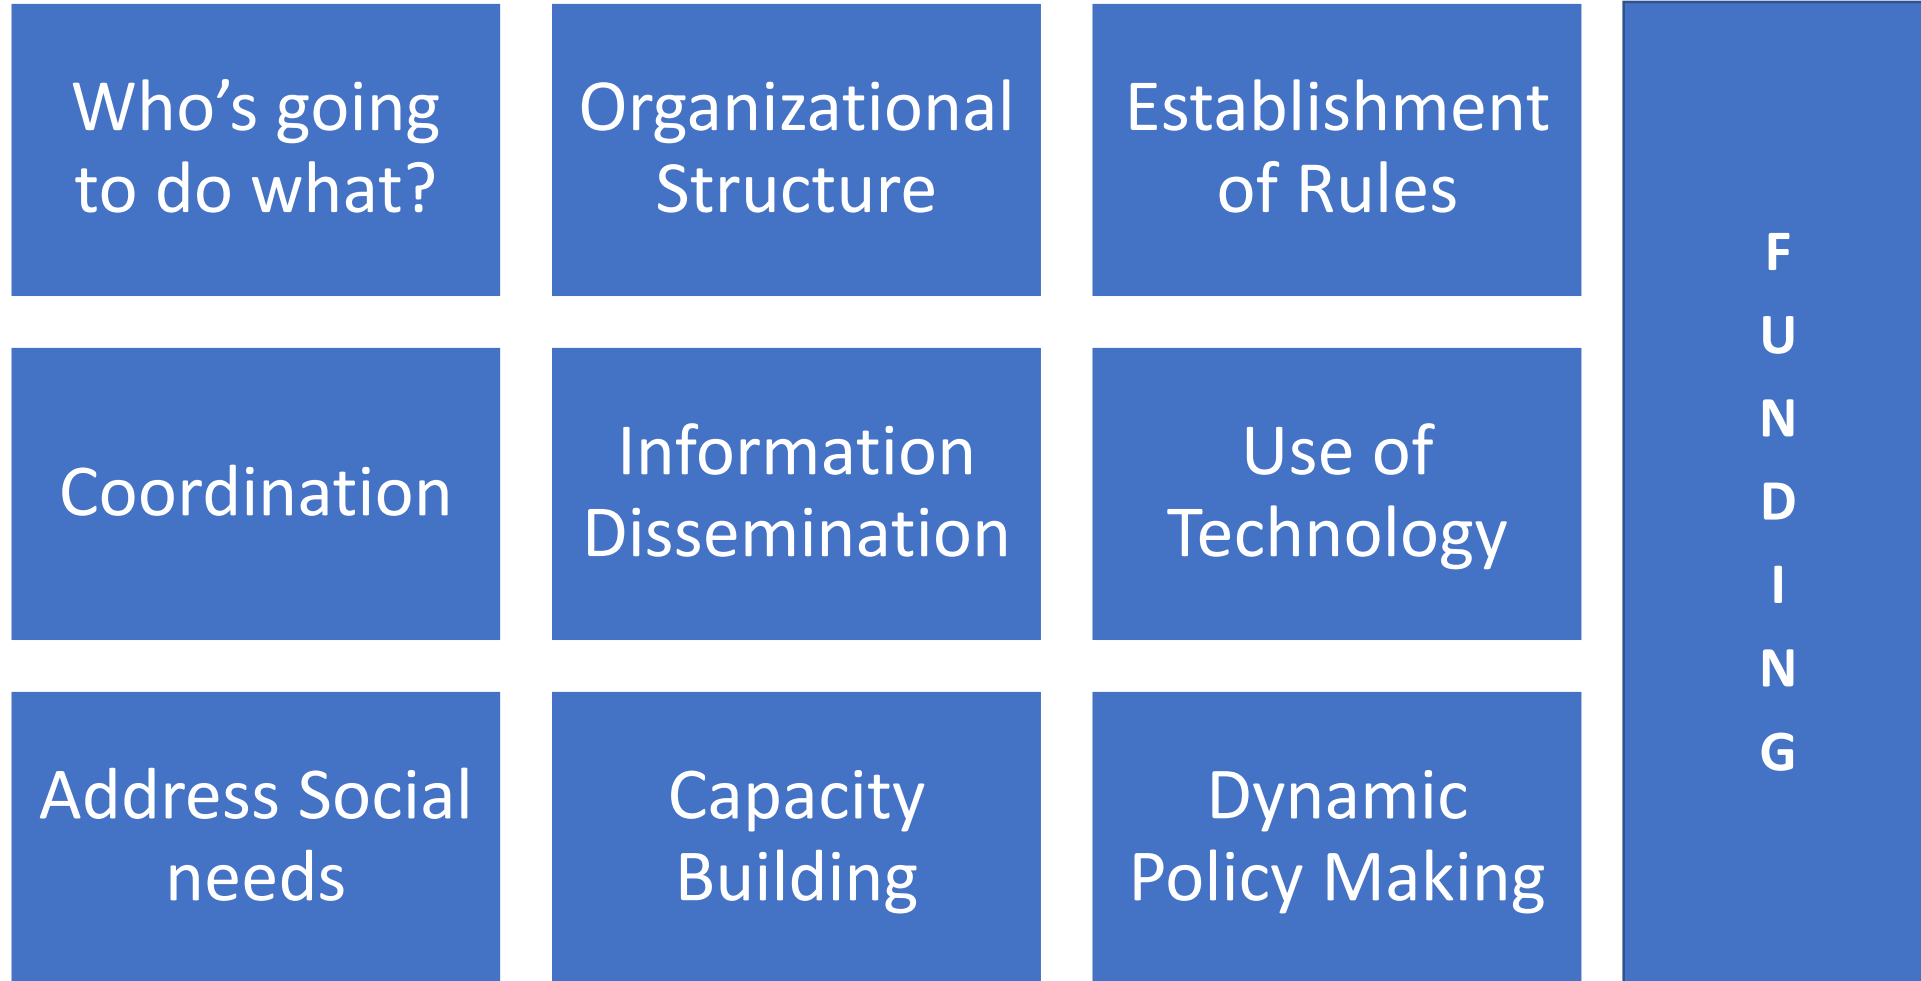 Who’s going
to do what?
Organizational
Structure
Establishment
of Rules
Coordination
Information
Dissemination
Use of
Technology
Address Social
needs
Capacity
Building
Dynamic
Policy Making
F
U
N
D
I
N
G